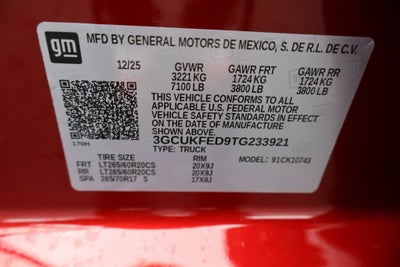 gm
MFD BY GENERAL MOTORS DE MEXICO, S. DE R.L. DE C.V.
12/25 GVWR GAWR FRT GAWR RR
3221 KG 1724 KG 1724 KG
7100 LB 3800 LB 3800 LB
THIS VEHICLE CONFORMS TO ALL
APPLICABLE U.S. FEDERAL MOTOR
VEHICLE SAFETY STANDARDS IN EFFECT
ON THE DATE OF MANUFACTURE
SHOWN ABOVE.
170H
3GCUKFED9TG233921
TYPE: TRUCK
TIRE SIZE RIM 91CK10743
FRT LT265/60R20CS 20X9J
RR LT265/60R20CS 20X9J
SPA 265/70R17 S 17X8J